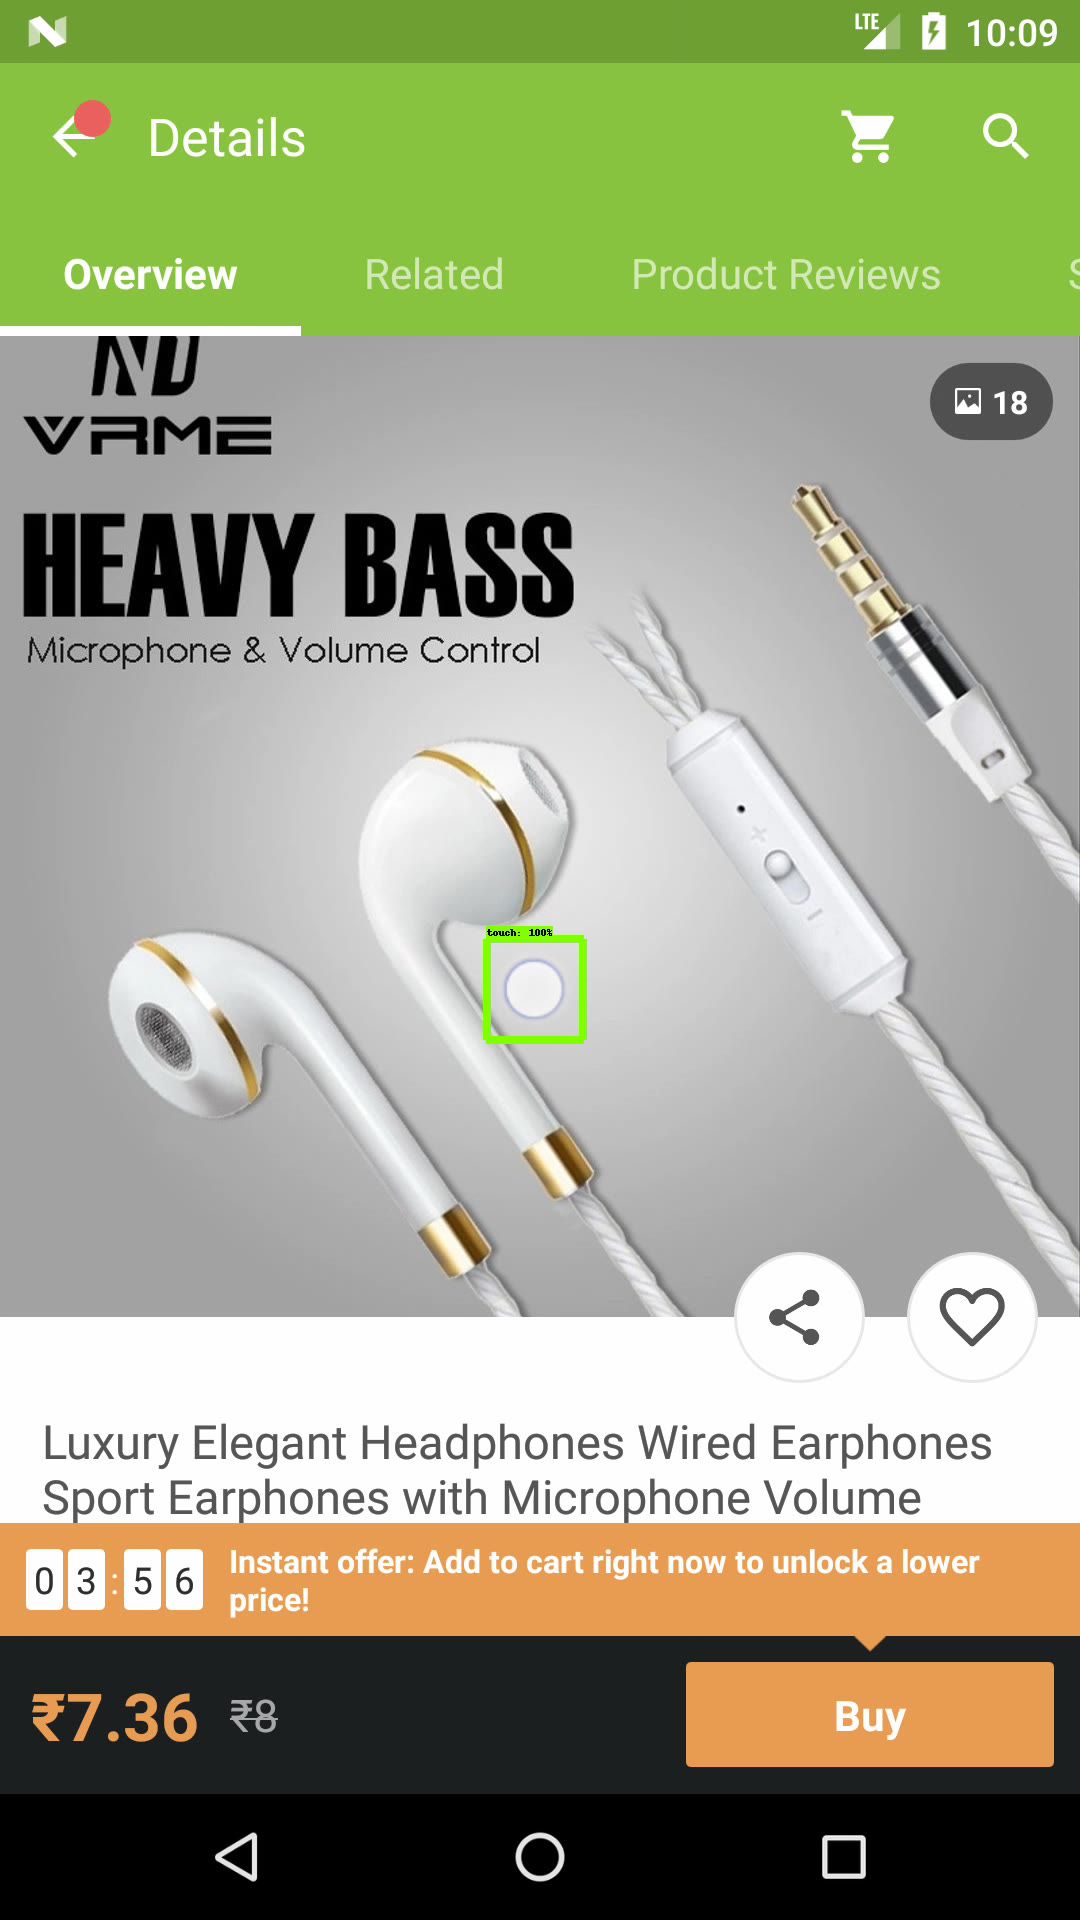 LTE 10:09
Details
Overview Related Product Reviews S
18
VRME
HEAVY BASS
Microphone & Volume Control
touch: 100%
Luxury Elegant Headphones Wired Earphones
Sport Earphones with Microphone Volume
03:56
Instant offer: Add to cart right now to unlock a lower
price!
₹7.36 ₹8
Buy